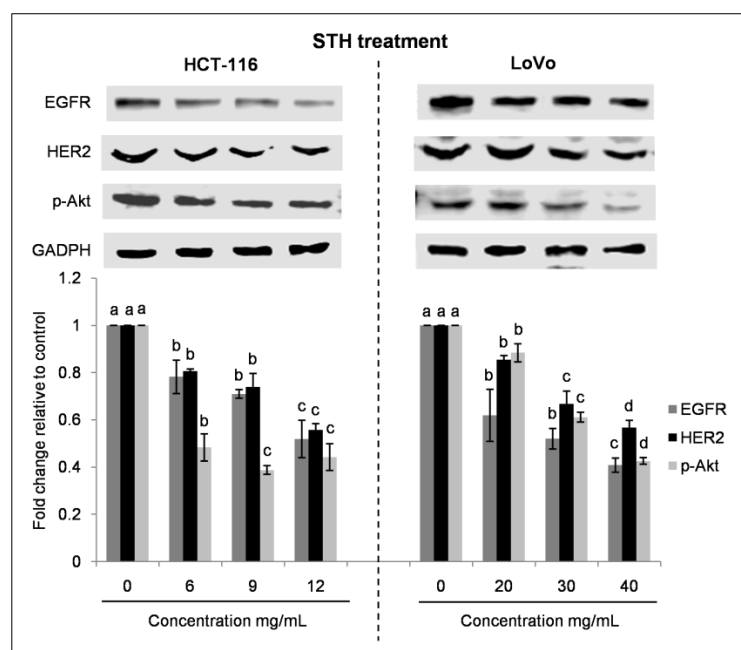 STH treatment
HCT-116
LoVo
EGFR
HER2
p-Akt
GADPH
Fold change relative to control
1.2
1
0.8
0.6
0.4
0.2
0
a a a
b b b
b b c
c c c
a a a
b b b
b c c
c d d
0 6 9 12
Concentration mg/mL
0 20 30 40
Concentration mg/mL
EGFR
HER2
p-Akt